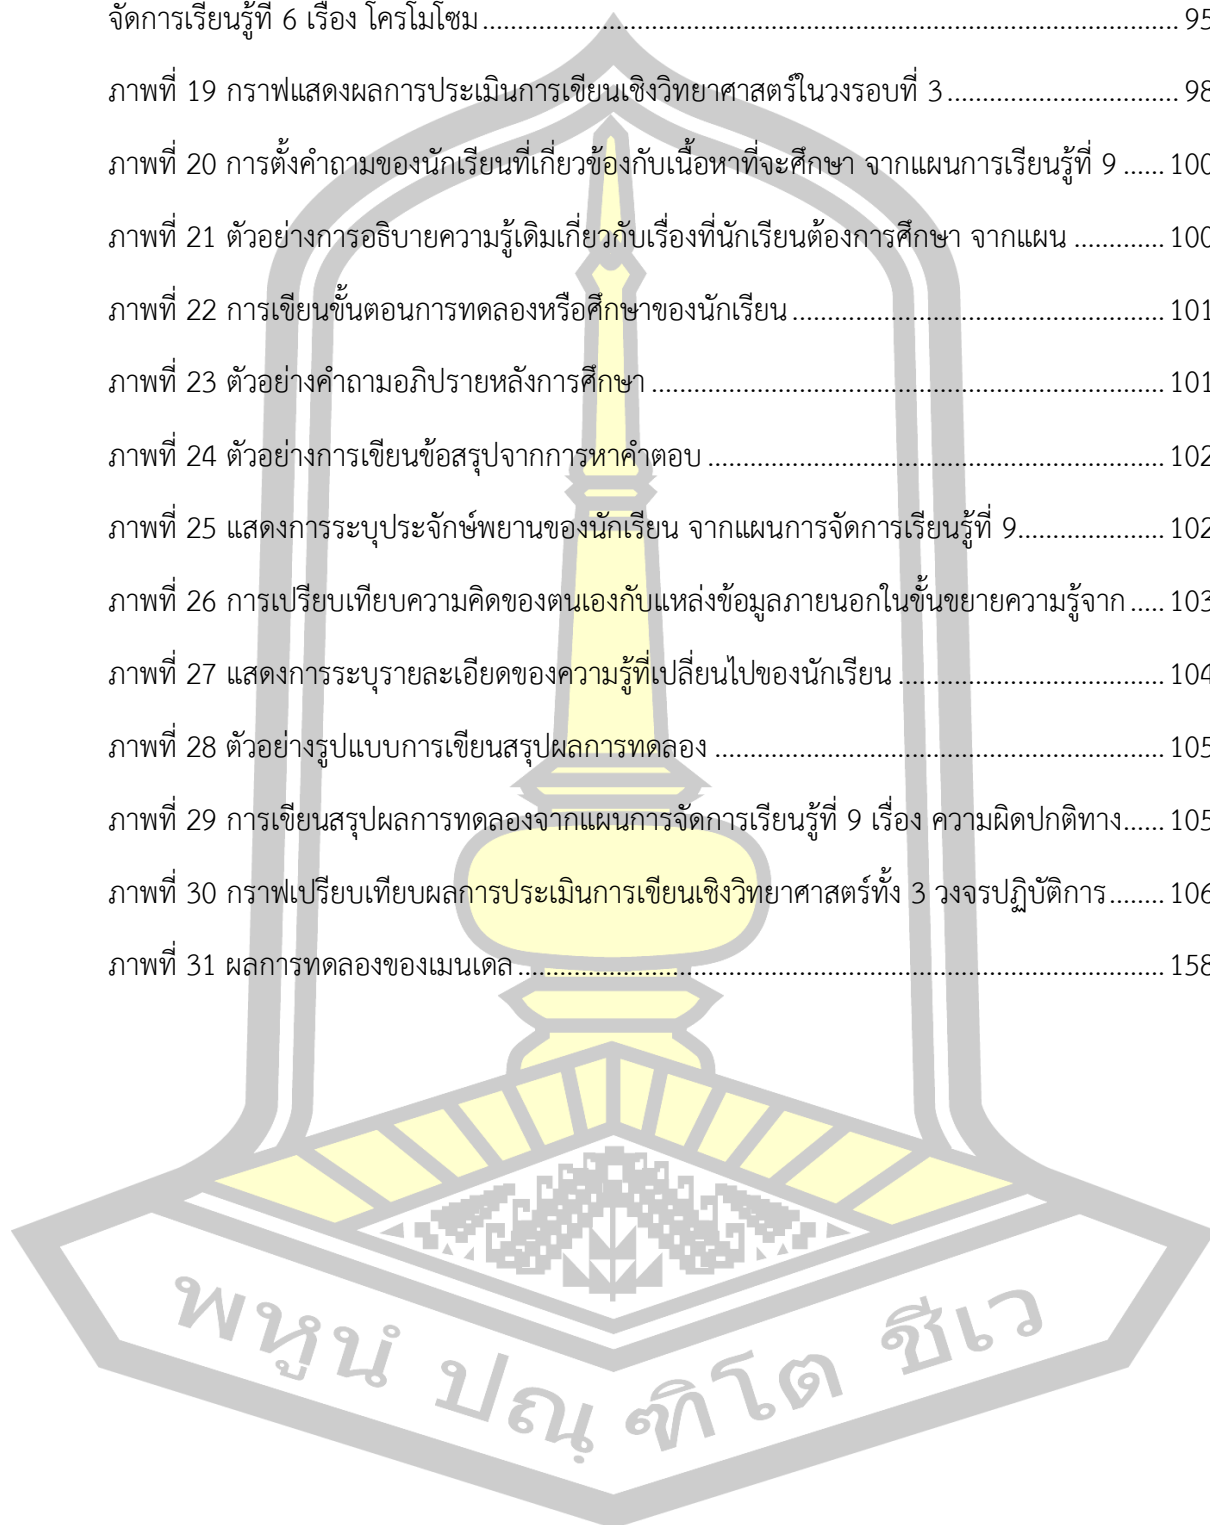 จัดการเรียนรู้ที่ 6 เรื่อง โครโมโซม.......................................................................................................... 95
ภาพที่ 19 กราฟแสดงผลการประเมินการเขียนเชิงวิทยาศาสตร์ในวงรอบที่ 3................................... 98
ภาพที่ 20 การตั้งคำถามของนักเรียนที่เกี่ยวข้องกับเนื้อหาที่จะศึกษา จากแผนการเรียนรู้ที่ 9 ...... 100
ภาพที่ 21 ตัวอย่างการอธิบายความรู้เดิมเกี่ยวกับเรื่องที่นักเรียนต้องการศึกษา จากแผน ............. 100
ภาพที่ 22 การเขียนขั้นตอนการทดลองหรือศึกษาของนักเรียน......................................................... 101
ภาพที่ 23 ตัวอย่างคำถามอภิปรายหลังการศึกษา .............................................................................. 101
ภาพที่ 24 ตัวอย่างการเขียนข้อสรุปจากการหาคำตอบ ..................................................................... 102
ภาพที่ 25 แสดงการระบุประจักษ์พยานของนักเรียน จากแผนการจัดการเรียนรู้ที่ 9...................... 102
ภาพที่ 26 การเปรียบเทียบความคิดของตนเองกับแหล่งข้อมูลภายนอกในขั้นขยายความรู้จาก..... 103
ภาพที่ 27 แสดงการระบุรายละเอียดของความรู้ที่เปลี่ยนไปของนักเรียน ........................................ 104
ภาพที่ 28 ตัวอย่างรูปแบบการเขียนสรุปผลการทดลอง .................................................................... 105
ภาพที่ 29 การเขียนสรุปผลการทดลองจากแผนการจัดการเรียนรู้ที่ 9 เรื่อง ความผิดปกติทาง...... 105
ภาพที่ 30 กราฟเปรียบเทียบผลการประเมินการเขียนเชิงวิทยาศาสตร์ทั้ง 3 วงจรปฏิบัติการ........ 106
ภาพที่ 31 ผลการทดลองของเมนเดล.................................................................................................. 158
พหูนํ ปณฺ ฑิโต ชีเว